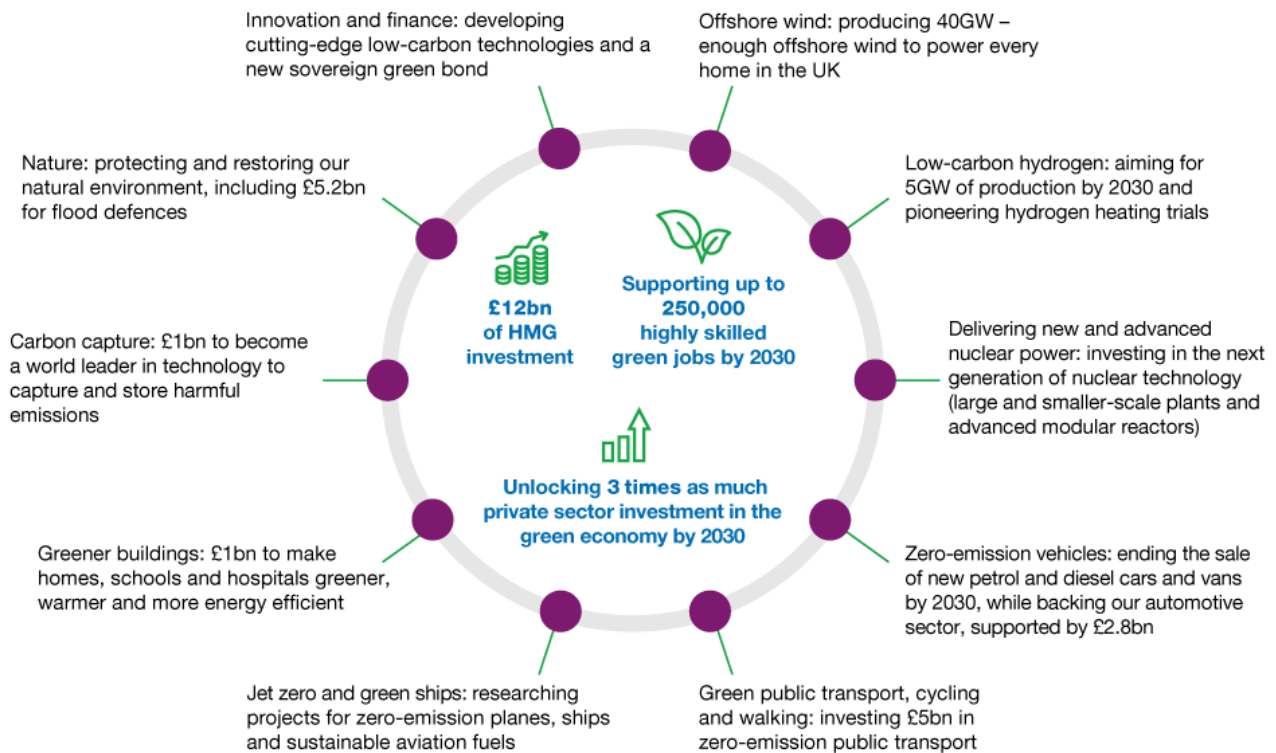 Innovation and finance: developing
cutting-edge low-carbon technologies and a
new sovereign green bond
Offshore wind: producing 40GW –
enough offshore wind to power every
home in the UK
Nature: protecting and restoring our
natural environment, including £5.2bn
for flood defences
Low-carbon hydrogen: aiming for
5GW of production by 2030 and
pioneering hydrogen heating trials
£12bn
of HMG
investment
Supporting up to
250,000
highly skilled
green jobs by 2030
Carbon capture: £1bn to become
a world leader in technology to
capture and store harmful
emissions
Delivering new and advanced
nuclear power: investing in the next
generation of nuclear technology
(large and smaller-scale plants and
advanced modular reactors)
Unlocking 3 times as much
private sector investment in the
green economy by 2030
Greener buildings: £1bn to make
homes, schools and hospitals greener,
warmer and more energy efficient
Zero-emission vehicles: ending the sale
of new petrol and diesel cars and vans
by 2030, while backing our automotive
sector, supported by £2.8bn
Jet zero and green ships: researching
projects for zero-emission planes, ships
and sustainable aviation fuels
Green public transport, cycling
and walking: investing £5bn in
zero-emission public transport